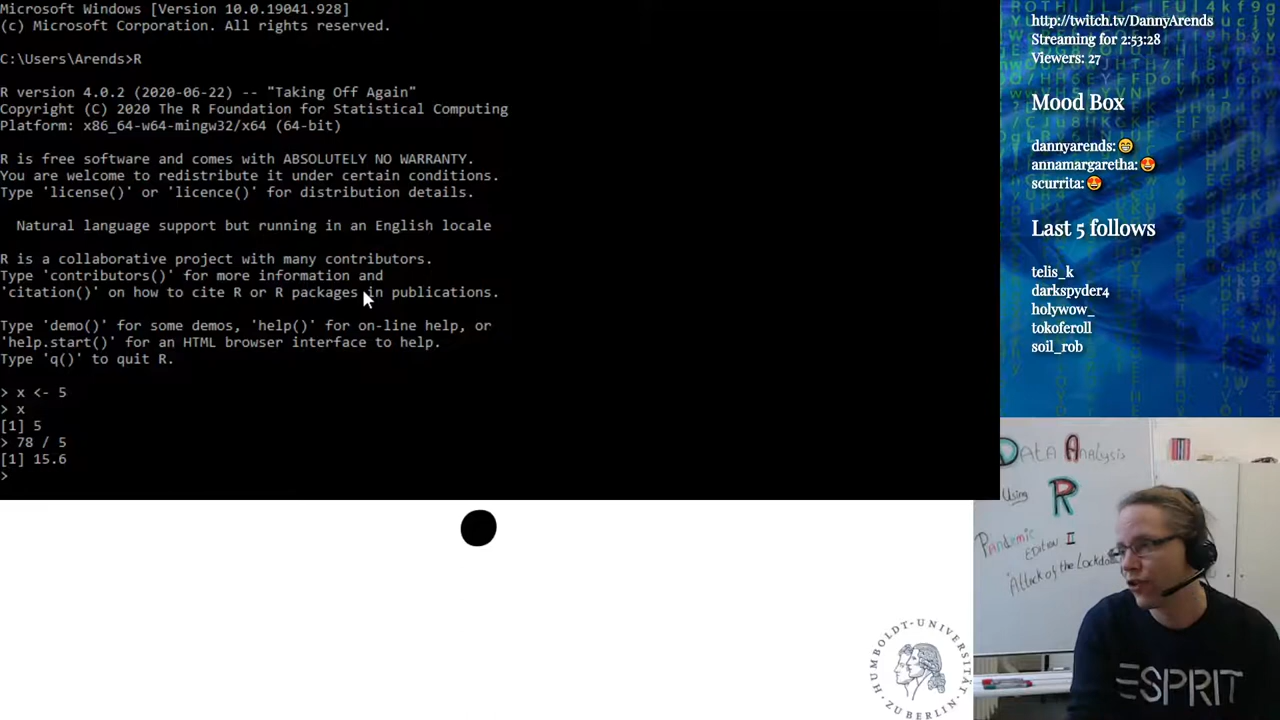 Microsoft Windows [Version 10.0.19041.928]
(c) Microsoft Corporation. All rights reserved.
C:\Users\Arends>R
R version 4.0.2 (2020-06-22) -- "Taking Off Again"
Copyright (C) 2020 The R Foundation for Statistical Computing
Platform: x86_64-w64-mingw32/x64 (64-bit)
R is free software and comes with ABSOLUTELY NO WARRANTY.
You are welcome to redistribute it under certain conditions.
Type 'license()' or 'licence()' for distribution details.
Natural language support but running in an English locale
R is a collaborative project with many contributors.
Type 'contributors()' for more information and
'citation()' on how to cite R or R packages in publications.
Type 'demo()' for some demos, 'help()' for on-line help, or
'help.start()' for an HTML browser interface to help.
Type 'q()' to quit R.
> x <- 5
> x
[1] 5
> 78 / 5
[1] 15.6
>
http://twitch.tv/DannyArends
Streaming for 2:53:28
Viewers: 27
Mood Box
dannyarends: 😁
annamargaretha: 😍
scurrita: 😍
Last 5 follows
telis_k
darkspyder4
holywow_
tokoferoll
soil_rob
Data Analysis
Using
R
Pandemic
Edition II
"Attack of the Lockdo
ESPRIT
HUMBOLDT-UNIVERSITÄT
ZU BERLIN